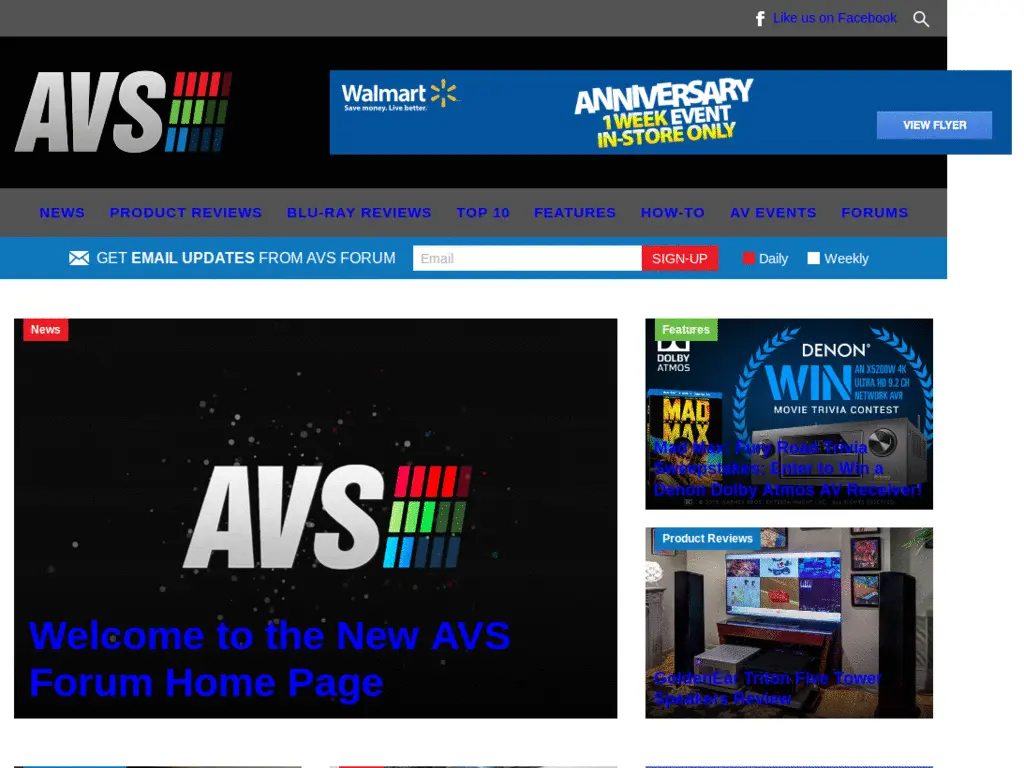 Like us on Facebook
AVS
Walmart
Save money. Live better.
ANNIVERSARY
1 WEEK EVENT
IN-STORE ONLY
VIEW FLYER
NEWS PRODUCT REVIEWS BLU-RAY REVIEWS TOP 10 FEATURES HOW-TO AV EVENTS FORUMS
GET EMAIL UPDATES FROM AVS FORUM Email SIGN-UP Daily Weekly
News
AVS
Welcome to the New AVS
Forum Home Page
Features
DOLBY
ATMOS
DENON
WIN
AN X5200W 4K
ULTRA HD 9.2 CH
NETWORK AVR
MOVIE TRIVIA CONTEST
MAD
MAX
Mad Max: Fury Road Trivia
Sweepstakes: Enter to Win a
Denon Dolby Atmos AV Receiver!
Product Reviews
GoldenEar Triton Five Tower
Speakers Review